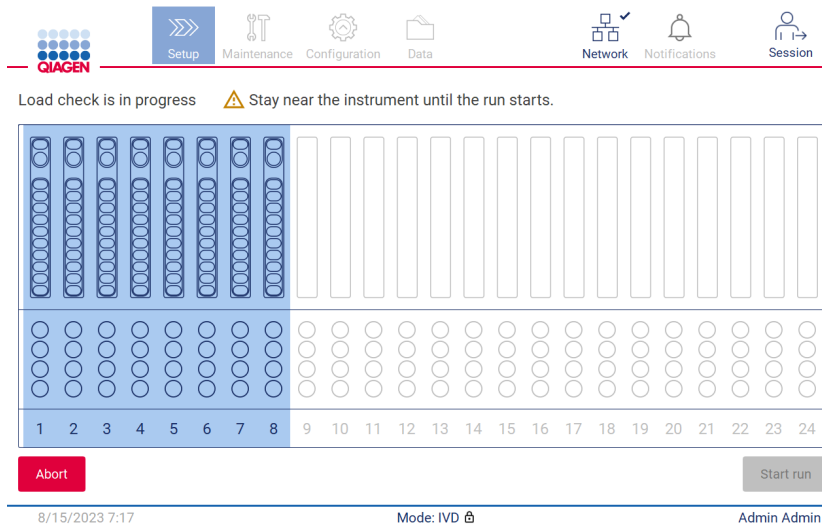 QIAGEN
Setup
Maintenance
Configuration
Data
Network
Notifications
Session
Load check is in progress
Stay near the instrument until the run starts.
1 2 3 4 5 6 7 8 9 10 11 12 13 14 15 16 17 18 19 20 21 22 23 24
Abort
Start run
8/15/2023 7:17
Mode: IVD
Admin Admin